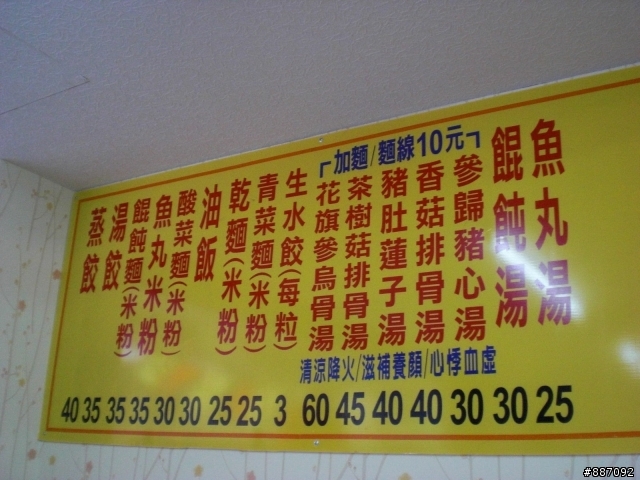 魚丸湯
餛飩湯
「加麵/麵線10元」
參歸豬心湯
香菇排骨湯
豬肚蓮子湯
茶樹菇排骨湯
花旗參烏骨湯
清涼降火/滋補養顏/心悸血虛
生水餃(每粒)
青菜麵(米粉)
乾麵(米粉)
油飯
酸菜麵(米粉)
魚丸米粉
餛飩麵(米粉)
湯餃
蒸餃
40 35 35 35 30 30 25 25 3 60 45 40 40 30 30 25
#887092